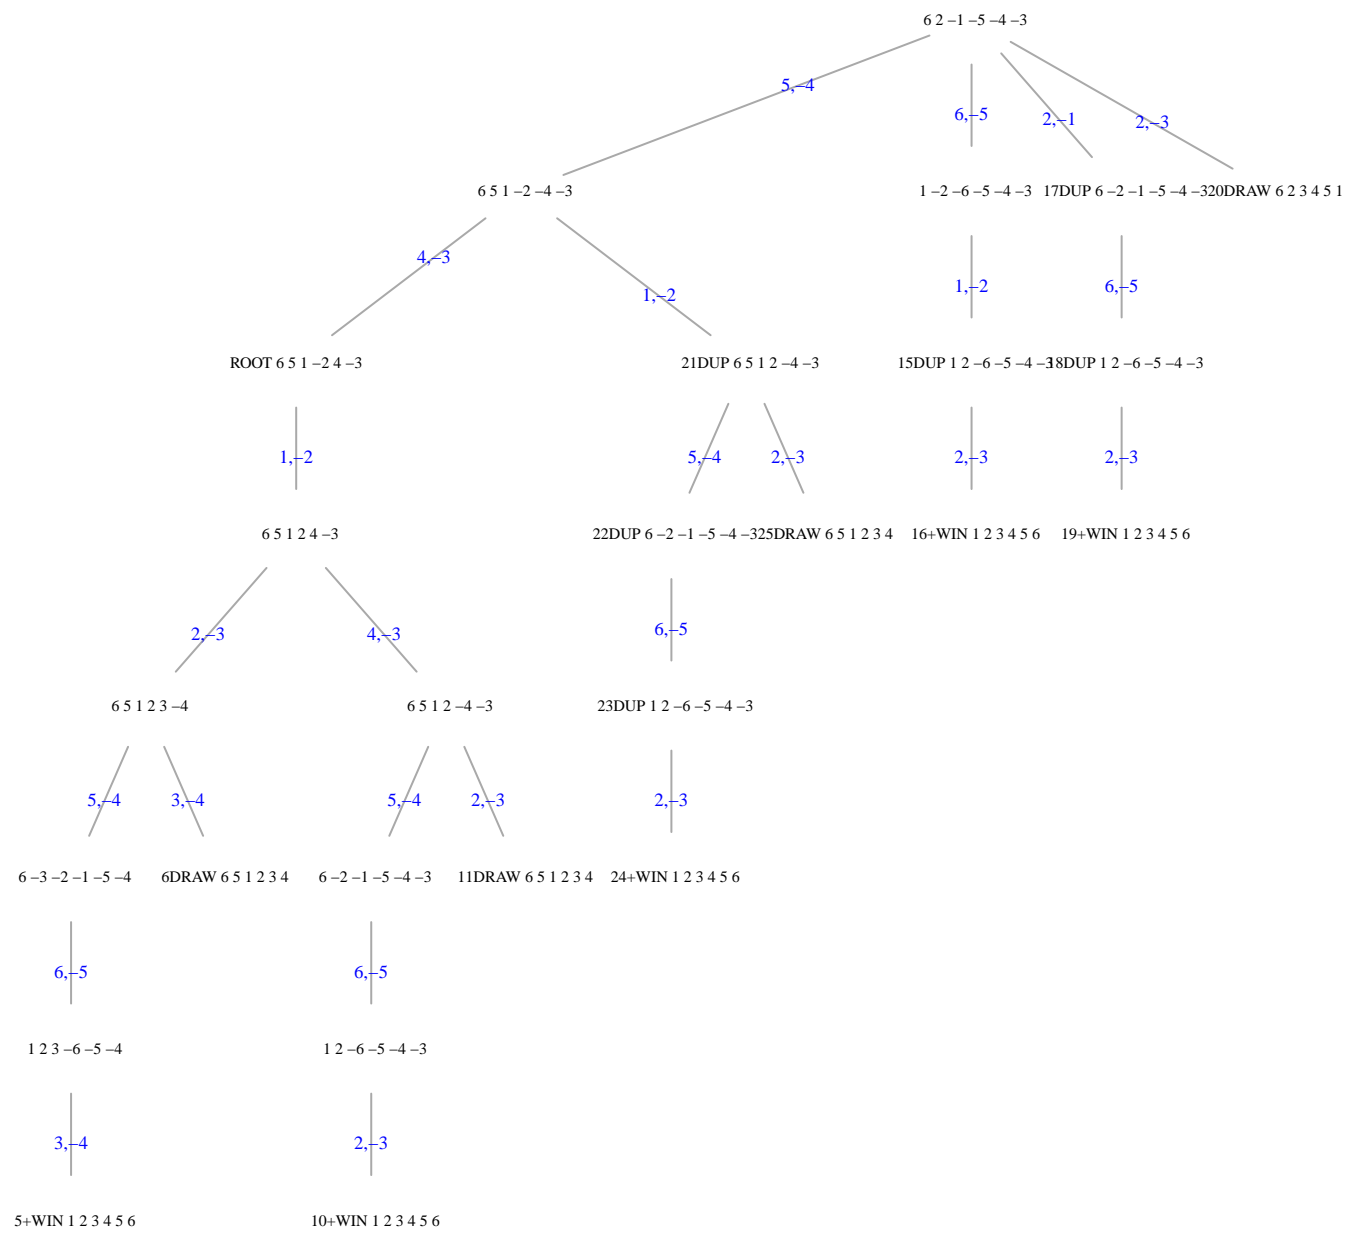 6 2 –1 –5 –4 –3
5,–4
6,–5
2,–1
2,–3
6 5 1 –2 –4 –3
1 –2 –6 –5 –4 –3
17DUP 6 –2 –1 –5 –4 –3
20DRAW 6 2 3 4 5 1
4,–3
1,–2
1,–2
6,–5
ROOT 6 5 1 –2 4 –3
21DUP 6 5 1 2 –4 –3
15DUP 1 2 –6 –5 –4 –3
18DUP 1 2 –6 –5 –4 –3
1,–2
5,–4
2,–3
2,–3
2,–3
6 5 1 2 4 –3
22DUP 6 –2 –1 –5 –4 –3
25DRAW 6 5 1 2 3 4
16+WIN 1 2 3 4 5 6
19+WIN 1 2 3 4 5 6
2,–3
4,–3
6,–5
6 5 1 2 3 –4
6 5 1 2 –4 –3
23DUP 1 2 –6 –5 –4 –3
5,–4
3,–4
5,–4
2,–3
2,–3
6 –3 –2 –1 –5 –4
6DRAW 6 5 1 2 3 4
6 –2 –1 –5 –4 –3
11DRAW 6 5 1 2 3 4
24+WIN 1 2 3 4 5 6
6,–5
6,–5
1 2 3 –6 –5 –4
1 2 –6 –5 –4 –3
3,–4
2,–3
5+WIN 1 2 3 4 5 6
10+WIN 1 2 3 4 5 6